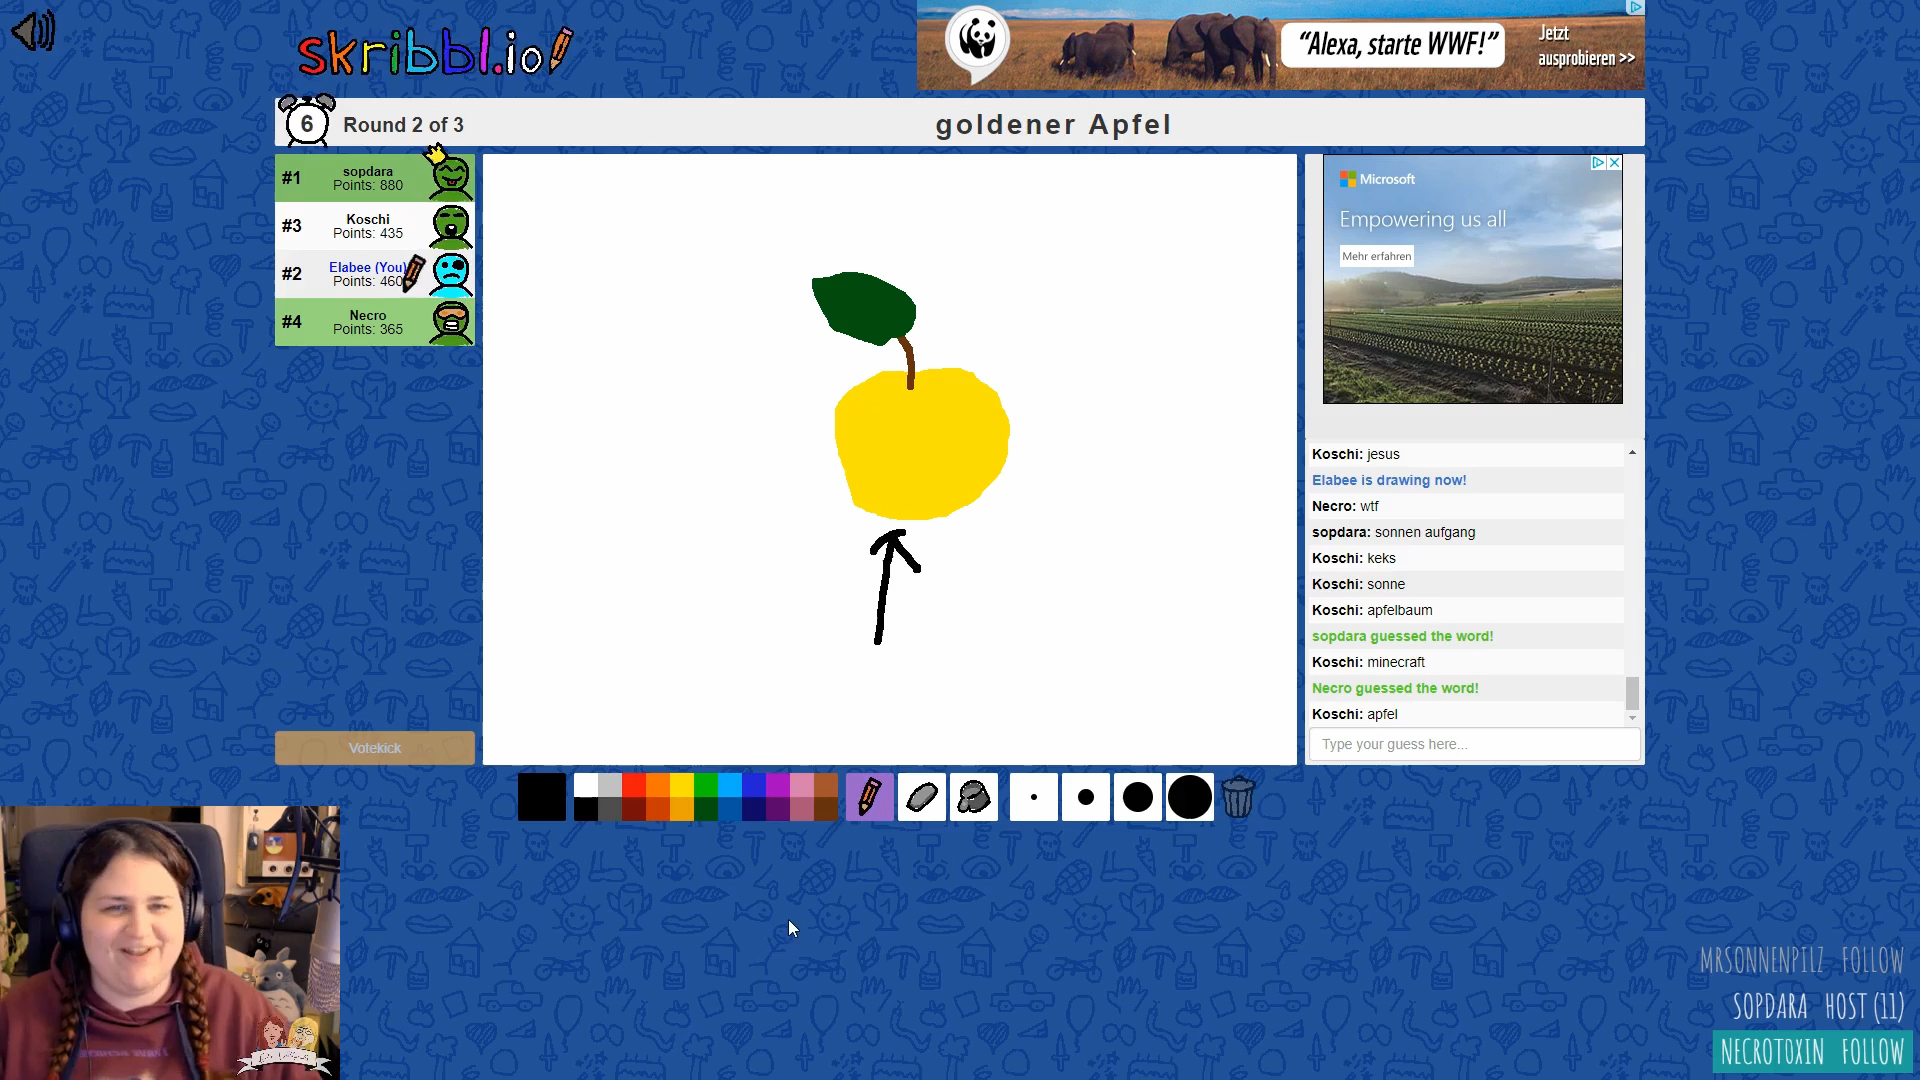 skribbl.io
"Alexa, starte WWF!"
Jetzt
ausprobieren >>
6
Round 2 of 3
goldener Apfel
#1
sopdara
Points: 880
#3
Koschi
Points: 435
#2
Elabee (You)
Points: 460
#4
Necro
Points: 365
Votekick
Microsoft
Empowering us all
Mehr erfahren
Koschi: jesus
Elabee is drawing now!
Necro: wtf
sopdara: sonnen aufgang
Koschi: keks
Koschi: sonne
Koschi: apfelbaum
sopdara guessed the word!
Koschi: minecraft
Necro guessed the word!
Koschi: apfel
Type your guess here...
MRSONNENPILZ FOLLOW
SOPDARA HOST (11)
NECROTOXIN FOLLOW